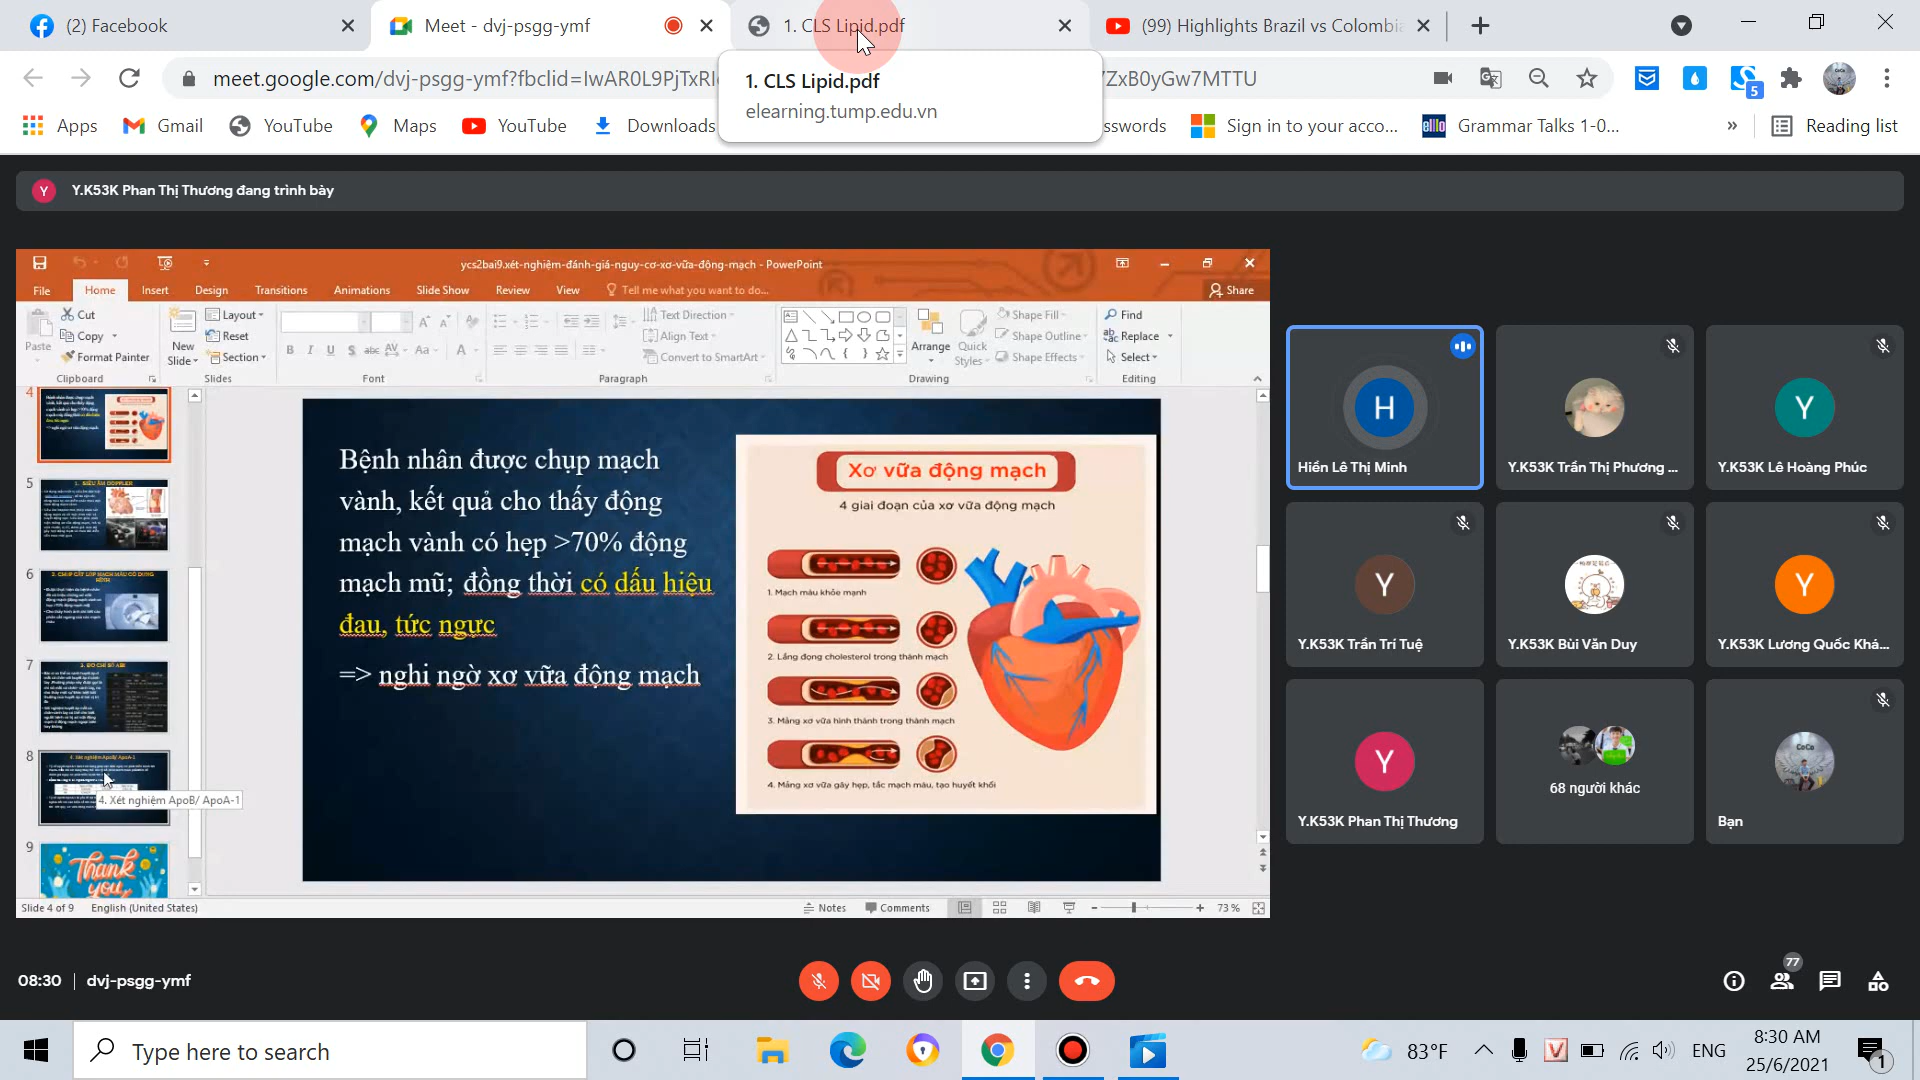 (2) Facebook
Meet - dvj-psgg-ymf
1. CLS Lipid.pdf
(99) Highlights Brazil vs Colombia
meet.google.com/dvj-psgg-ymf?fbclid=IwAR0L9PjTxRI
ZxB0yGw7MTTU
1. CLS Lipid.pdf
elearning.tump.edu.vn
5
Apps
Gmail
YouTube
Maps
YouTube
Downloads
sswords
Sign in to your acco...
Grammar Talks 1-0...
»
Reading list
Y
Y.K53K Phan Thị Thương đang trình bày
ycs2bai9.xét-nghiệm-đánh-giá-nguy-cơ-xơ-vữa-động-mạch - PowerPoint
File
Home
Insert
Design
Transitions
Animations
Slide Show
Review
View
Tell me what you want to do...
Share
Paste
Cut
Copy
Format Painter
Clipboard
New
Slide
Layout
Reset
Section
Slides
Font
Text Direction
Align Text
Convert to SmartArt
Paragraph
Arrange
Quick
Styles
Shape Fill
Shape Outline
Shape Effects
Drawing
Find
Replace
Select
Editing
4
5
6
7
8
9
4. Xét nghiệm ApoB/ ApoA-1
Thank
you
Bệnh nhân được chụp mạch
vành, kết quả cho thấy động
mạch vành có hẹp >70% động
mạch mũ; đồng thời có dấu hiệu
đau, tức ngực
=> nghi ngờ xơ vữa động mạch
Xơ vữa động mạch
4 giai đoạn của xơ vữa động mạch
1. Mạch máu khỏe mạnh
2. Lắng đọng cholesterol trong thành mạch
3. Mảng xơ vữa hình thành trong thành mạch
4. Mảng xơ vữa gây hẹp, tắc mạch máu, tạo huyết khối
Slide 4 of 9
English (United States)
Notes
Comments
73 %
H
Hiền Lê Thị Minh
Y.K53K Trần Thị Phương ...
Y
Y.K53K Lê Hoàng Phúc
Y
Y.K53K Trần Trí Tuệ
Y.K53K Bùi Văn Duy
Y
Y.K53K Lương Quốc Khá...
Y
Y.K53K Phan Thị Thương
68 người khác
CoCo
Bạn
08:30 | dvj-psgg-ymf
77
Type here to search
83°F
ENG
8:30 AM
25/6/2021
1